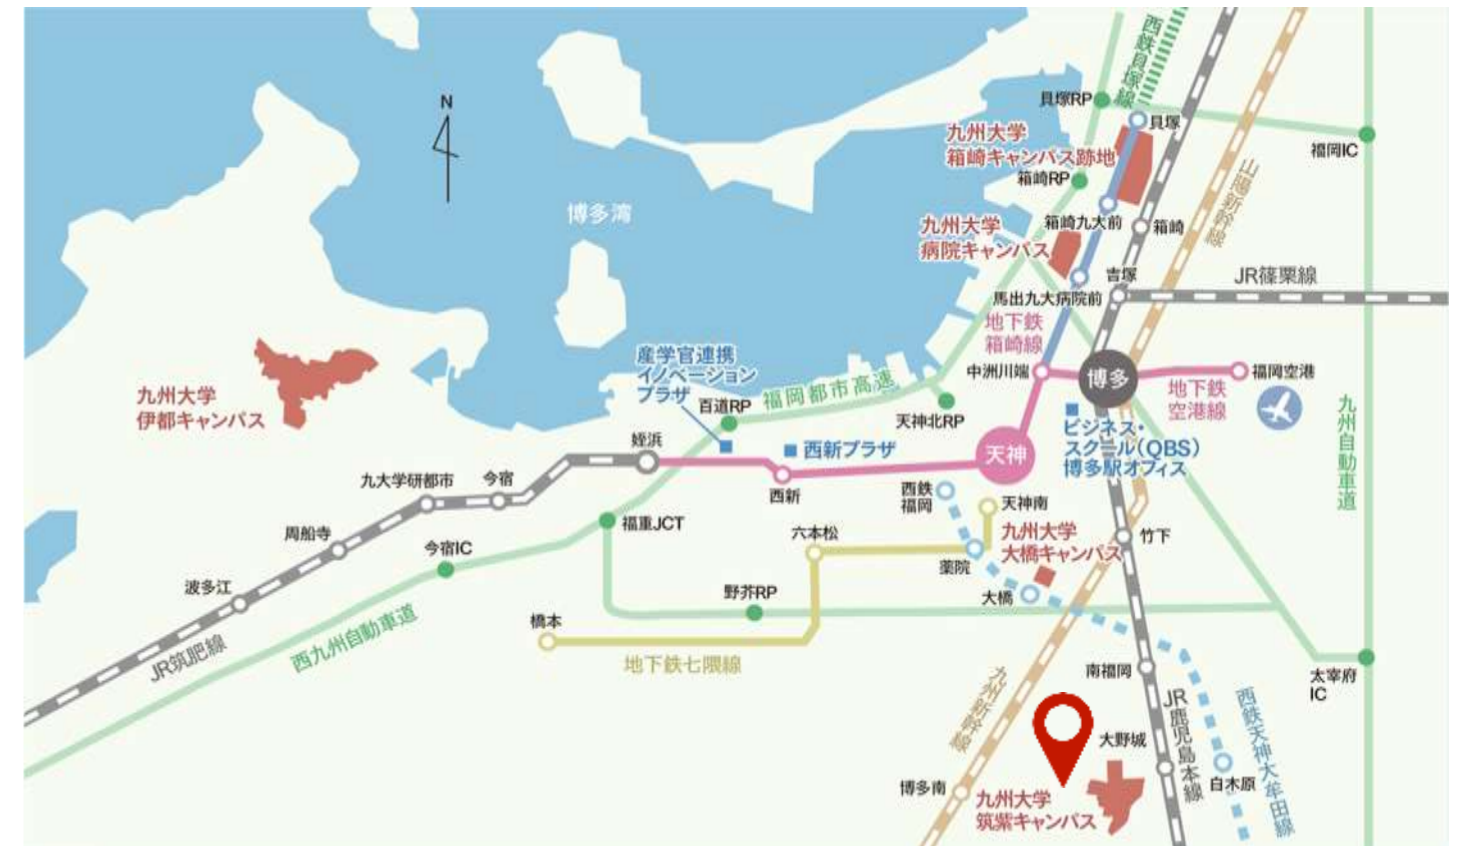 N
博多湾
西鉄貝塚線
貝塚RP
貝塚
福岡IC
九州大学
箱崎キャンパス跡地
箱崎RP
箱崎九大前
箱崎
山陽新幹線
九州大学
病院キャンパス
吉塚
JR篠栗線
馬出九大病院前
地下鉄
箱崎線
中洲川端
博多
福岡空港
地下鉄
空港線
産学官連携
イノベーション
プラザ
九州大学
伊都キャンパス
福岡都市高速
百道RP
天神北RP
九州自動車道
ビジネス・
スクール(QBS)
博多駅オフィス
姪浜
西新プラザ
天神
西新
九大学研都市
今宿
西鉄
福岡
天神南
周船寺
今宿IC
福重JCT
六本松
九州大学
大橋キャンパス
竹下
薬院
波多江
野芥RP
大橋
橋本
西九州自動車道
JR筑肥線
地下鉄七隈線
南福岡
太宰府
IC
九州新幹線
JR鹿児島本線
西鉄天神大牟田線
大野城
白木原
博多南
九州大学
筑紫キャンパス